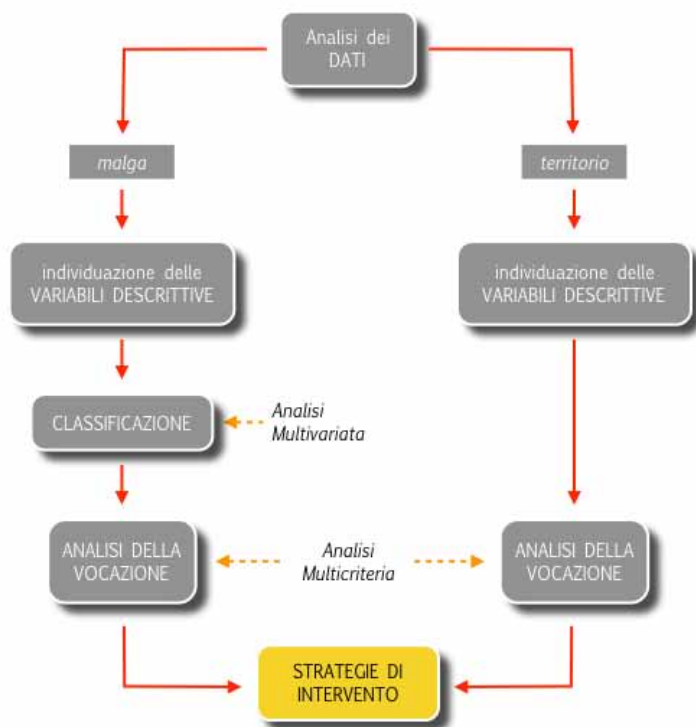 Analisi dei
DATI
malga
territorio
individuazione delle
VARIABILI DESCRITTIVE
individuazione delle
VARIABILI DESCRITTIVE
CLASSIFICAZIONE
Analisi
Multivariata
ANALISI DELLA
VOCAZIONE
Analisi
Multicriteria
ANALISI DELLA
VOCAZIONE
STRATEGIE DI
INTERVENTO